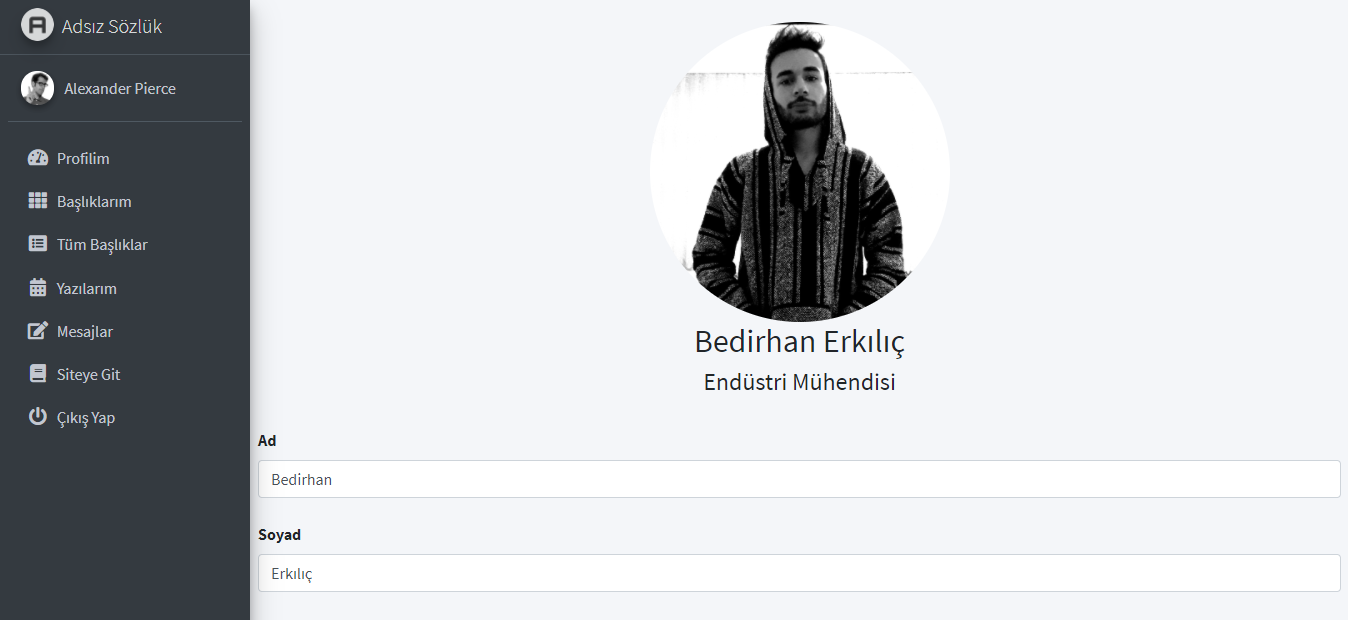 Adsız Sözlük
Alexander Pierce
Profilim
Başlıklarım
Tüm Başlıklar
Yazılarım
Mesajlar
Siteye Git
Çıkış Yap
Bedirhan Erkılıç
Endüstri Mühendisi
Ad
Bedirhan
Soyad
Erkılıç